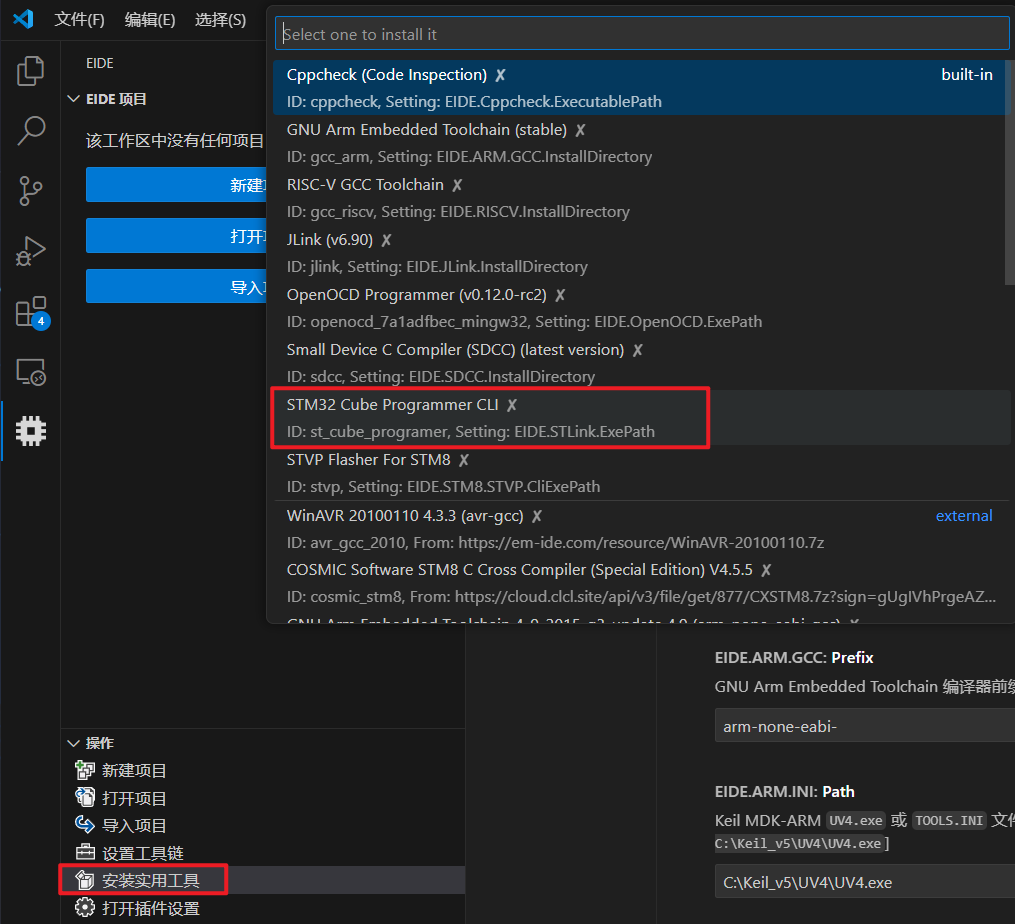 文件(F) 编辑(E) 选择(S)
Select one to install it
EIDE
EIDE 项目
该工作区中没有任何项目
新建
打开
导入
4
Cppcheck (Code Inspection) ✗ built-in
ID: cppcheck, Setting: EIDE.Cppcheck.ExecutablePath
GNU Arm Embedded Toolchain (stable) ✗
ID: gcc_arm, Setting: EIDE.ARM.GCC.InstallDirectory
RISC-V GCC Toolchain ✗
ID: gcc_riscv, Setting: EIDE.RISCV.InstallDirectory
JLink (v6.90) ✗
ID: jlink, Setting: EIDE.JLink.InstallDirectory
OpenOCD Programmer (v0.12.0-rc2) ✗
ID: openocd_7a1adfbec_mingw32, Setting: EIDE.OpenOCD.ExePath
Small Device C Compiler (SDCC) (latest version) ✗
ID: sdcc, Setting: EIDE.SDCC.InstallDirectory
STM32 Cube Programmer CLI ✗
ID: st_cube_programer, Setting: EIDE.STLink.ExePath
STVP Flasher For STM8 ✗
ID: stvp, Setting: EIDE.STM8.STVP.CliExePath
WinAVR 20100110 4.3.3 (avr-gcc) ✗ external
ID: avr_gcc_2010, From: https://em-ide.com/resource/WinAVR-20100110.7z
COSMIC Software STM8 C Cross Compiler (Special Edition) V4.5.5 ✗
ID: cosmic_stm8, From: https://cloud.clcl.site/api/v3/file/get/877/CXSTM8.7z?sign=gUgIVhPrgeAZ...
EIDE.ARM.GCC: Prefix
GNU Arm Embedded Toolchain 编译器前缀
arm-none-eabi-
EIDE.ARM.INI: Path
Keil MDK-ARM UV4.exe 或 TOOLS.INI 文件
C:\Keil_v5\UV4\UV4.exe]
C:\Keil_v5\UV4\UV4.exe
操作
新建项目
打开项目
导入项目
设置工具链
安装实用工具
打开插件设置